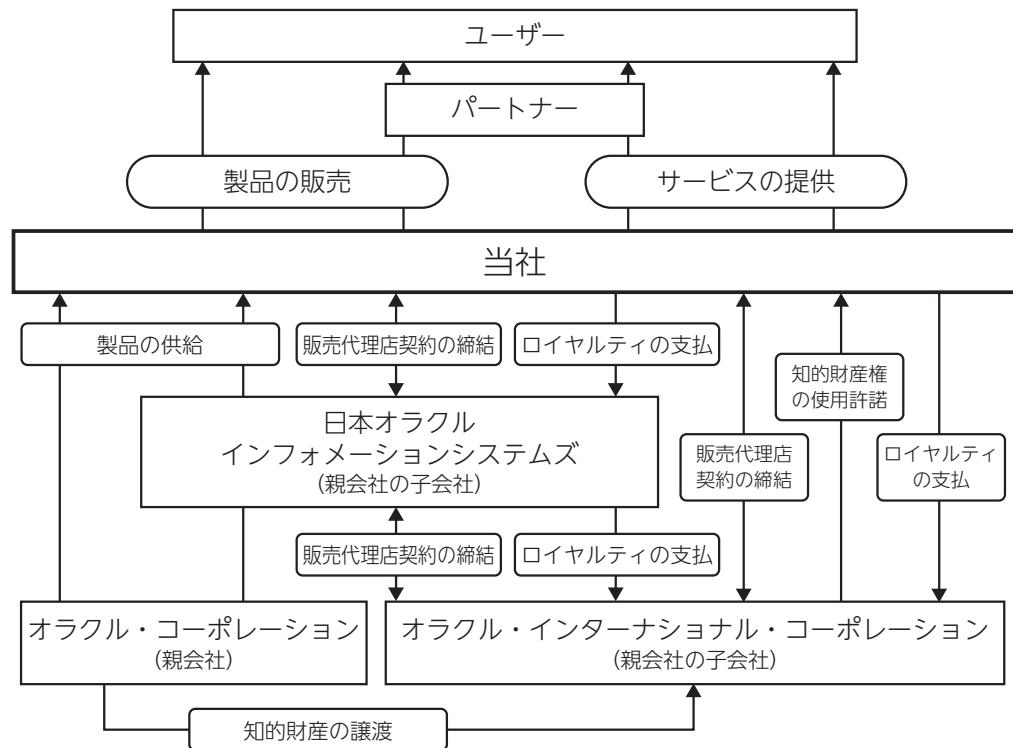 ユーザー
パートナー
製品の販売
サービスの提供
当社
製品の供給
販売代理店契約の締結
ロイヤルティの支払
知的財産権
の使用許諾
日本オラクル
インフォメーションシステムズ
(親会社の子会社)
販売代理店
契約の締結
ロイヤルティ
の支払
販売代理店契約の締結
ロイヤルティの支払
オラクル・コーポレーション
(親会社)
オラクル・インターナショナル・コーポレーション
(親会社の子会社)
知的財産の譲渡